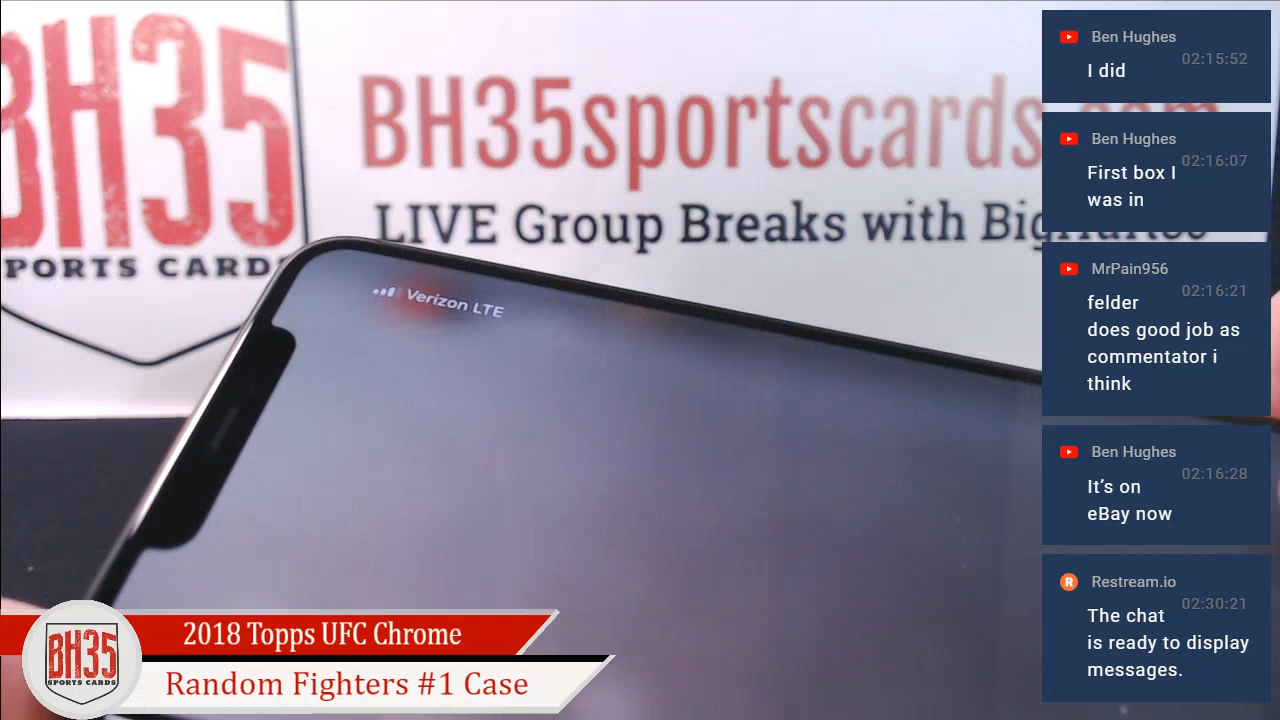 BH35
PORTS CARDS
BH35sportscards.com
LIVE Group Breaks with
Verizon LTE
2018 Topps UFC Chrome
Random Fighters #1 Case
BH35
SPORTS CARDS
Ben Hughes
02:15:52
I did
Ben Hughes
02:16:07
First box I
was in
MrPain956
02:16:21
felder
does good job as
commentator i
think
Ben Hughes
02:16:28
It's on
eBay now
R
Restream.io
02:30:21
The chat
is ready to display
messages.